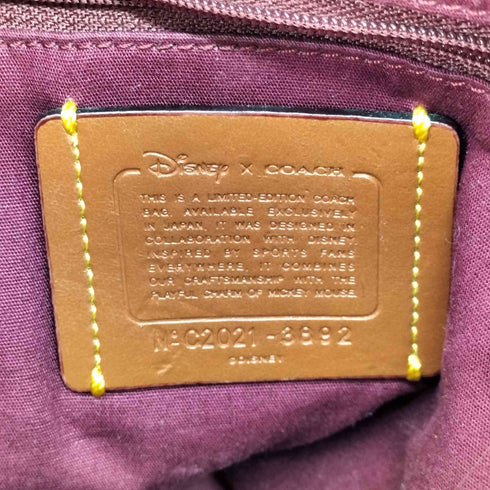 Disney X COACH
THIS IS A LIMITED-EDITION COACH
BAG, AVAILABLE EXCLUSIVELY
IN JAPAN. IT WAS DESIGNED IN
COLLABORATION WITH DISNEY.
INSPIRED BY SPORTS FANS
EVERYWHERE, IT COMBINES
OUR CRAFTSMANSHIP WITH THE
PLAYFUL CHARM OF MICKEY MOUSE.
Nº C2021-3892
©DISNEY